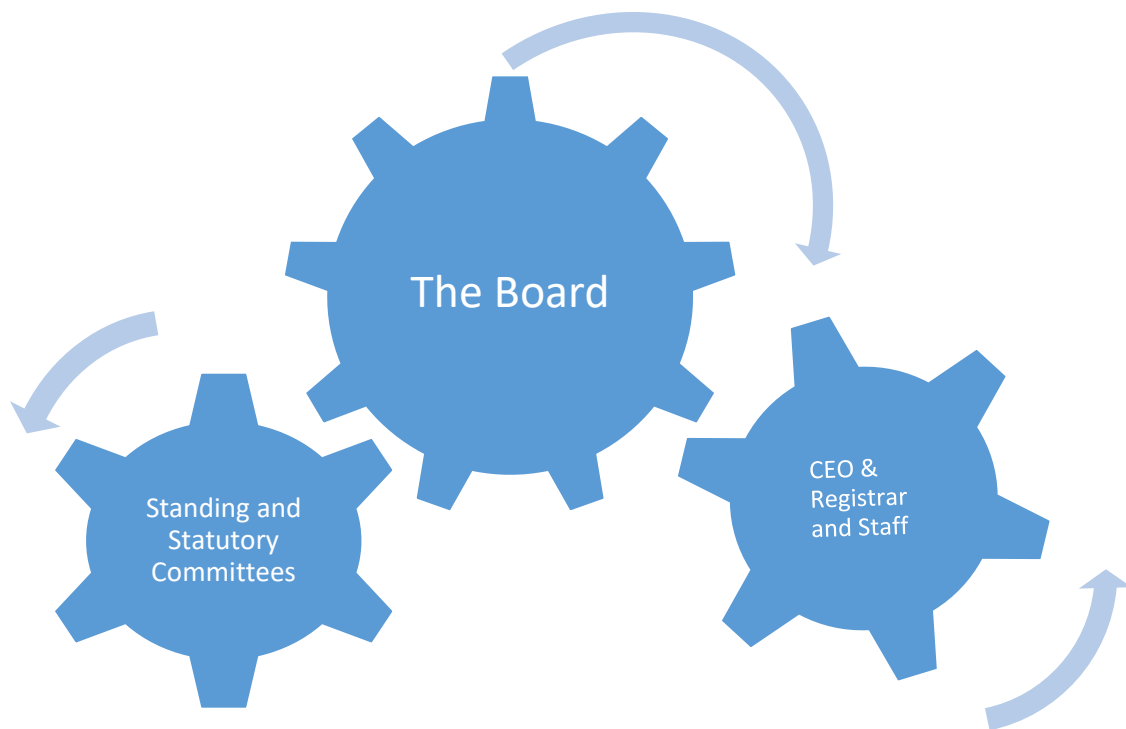 The Board
Standing and
Statutory
Committees
CEO &
Registrar
and Staff